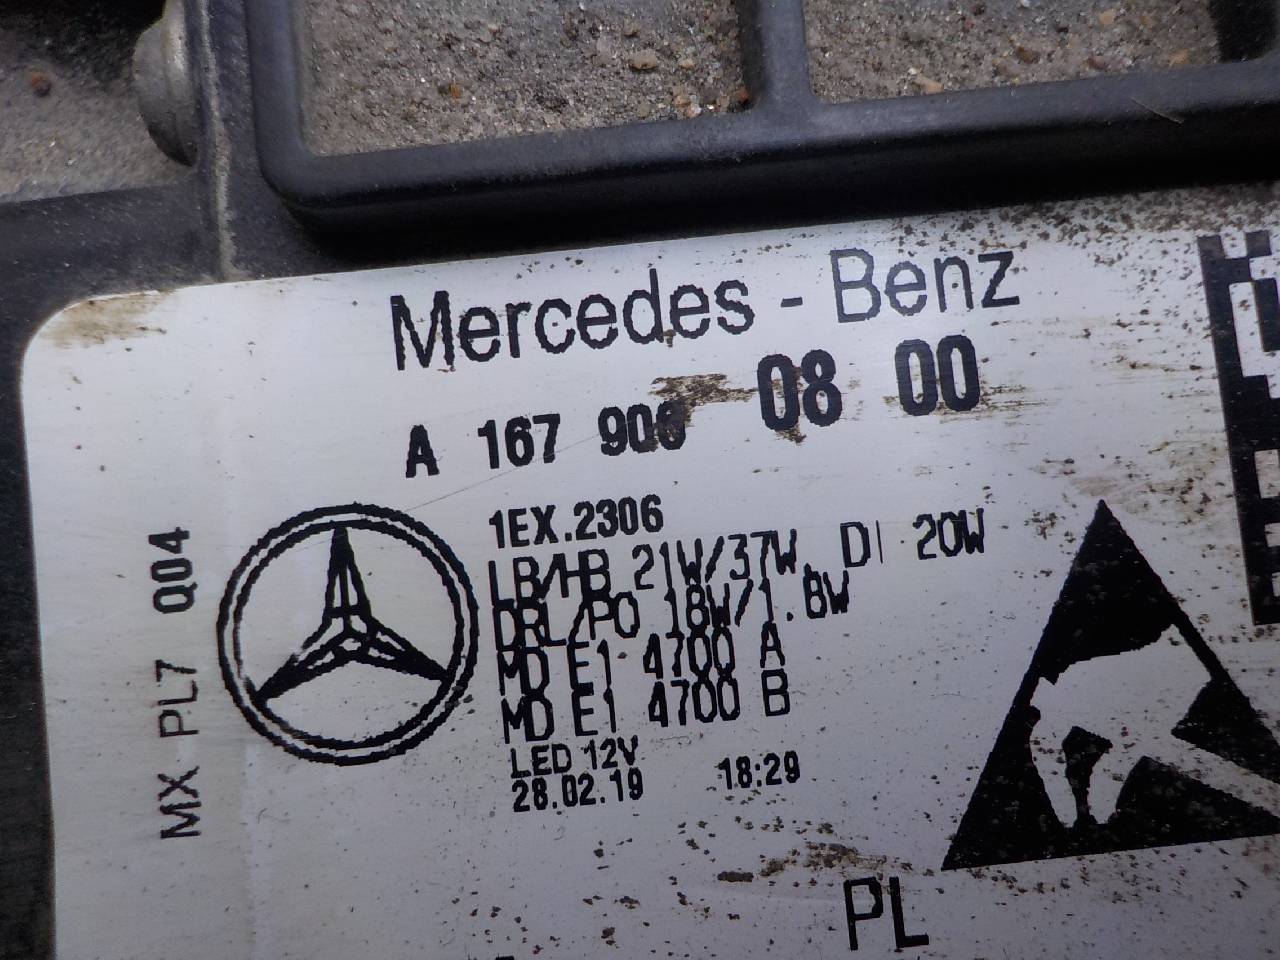 Mercedes-Benz
A 167 906 08 00
1EX.2306
LB/HB 21W/37W, DI 20W
DRL/PO 18W/1.8W
MD E1 4700 A
MD E1 4700 B
LED 12V
28.02.19 18:29
MX PL7 Q04
PL